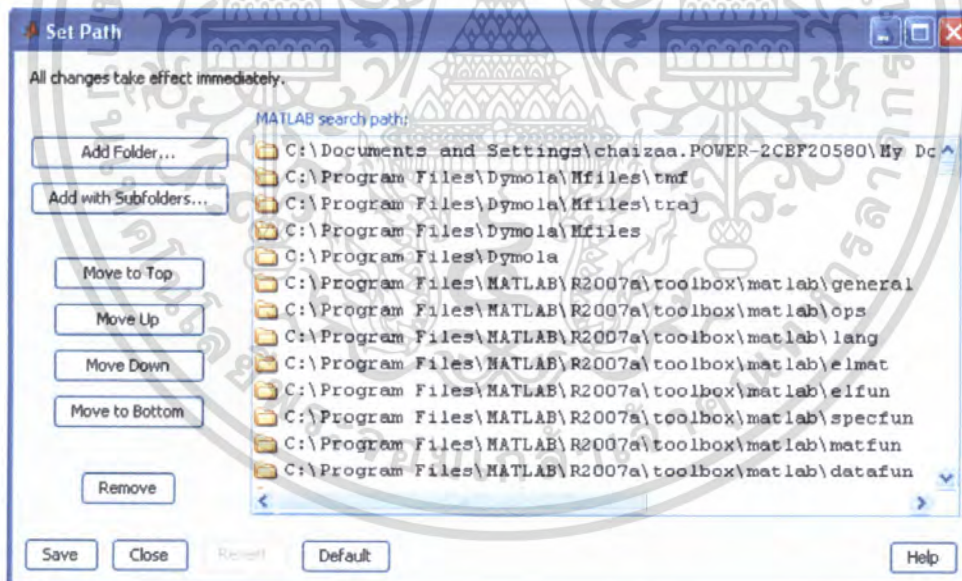 Set Path
All changes take effect immediately.
MATLAB search path:
Add Folder...
Add with Subfolders...
Move to Top
Move Up
Move Down
Move to Bottom
Remove
C:\Documents and Settings\chaizaa.POWER-2CBF20580\My Dc
C:\Program Files\Dymola\Mfiles\tmf
C:\Program Files\Dymola\Mfiles\traj
C:\Program Files\Dymola\Mfiles
C:\Program Files\Dymola
C:\Program Files\MATLAB\R2007a\toolbox\matlab\general
C:\Program Files\MATLAB\R2007a\toolbox\matlab\ops
C:\Program Files\MATLAB\R2007a\toolbox\matlab\lang
C:\Program Files\MATLAB\R2007a\toolbox\matlab\elmat
C:\Program Files\MATLAB\R2007a\toolbox\matlab\elfun
C:\Program Files\MATLAB\R2007a\toolbox\matlab\specfun
C:\Program Files\MATLAB\R2007a\toolbox\matlab\matfun
C:\Program Files\MATLAB\R2007a\toolbox\matlab\datafun
Save
Close
Revert
Default
Help